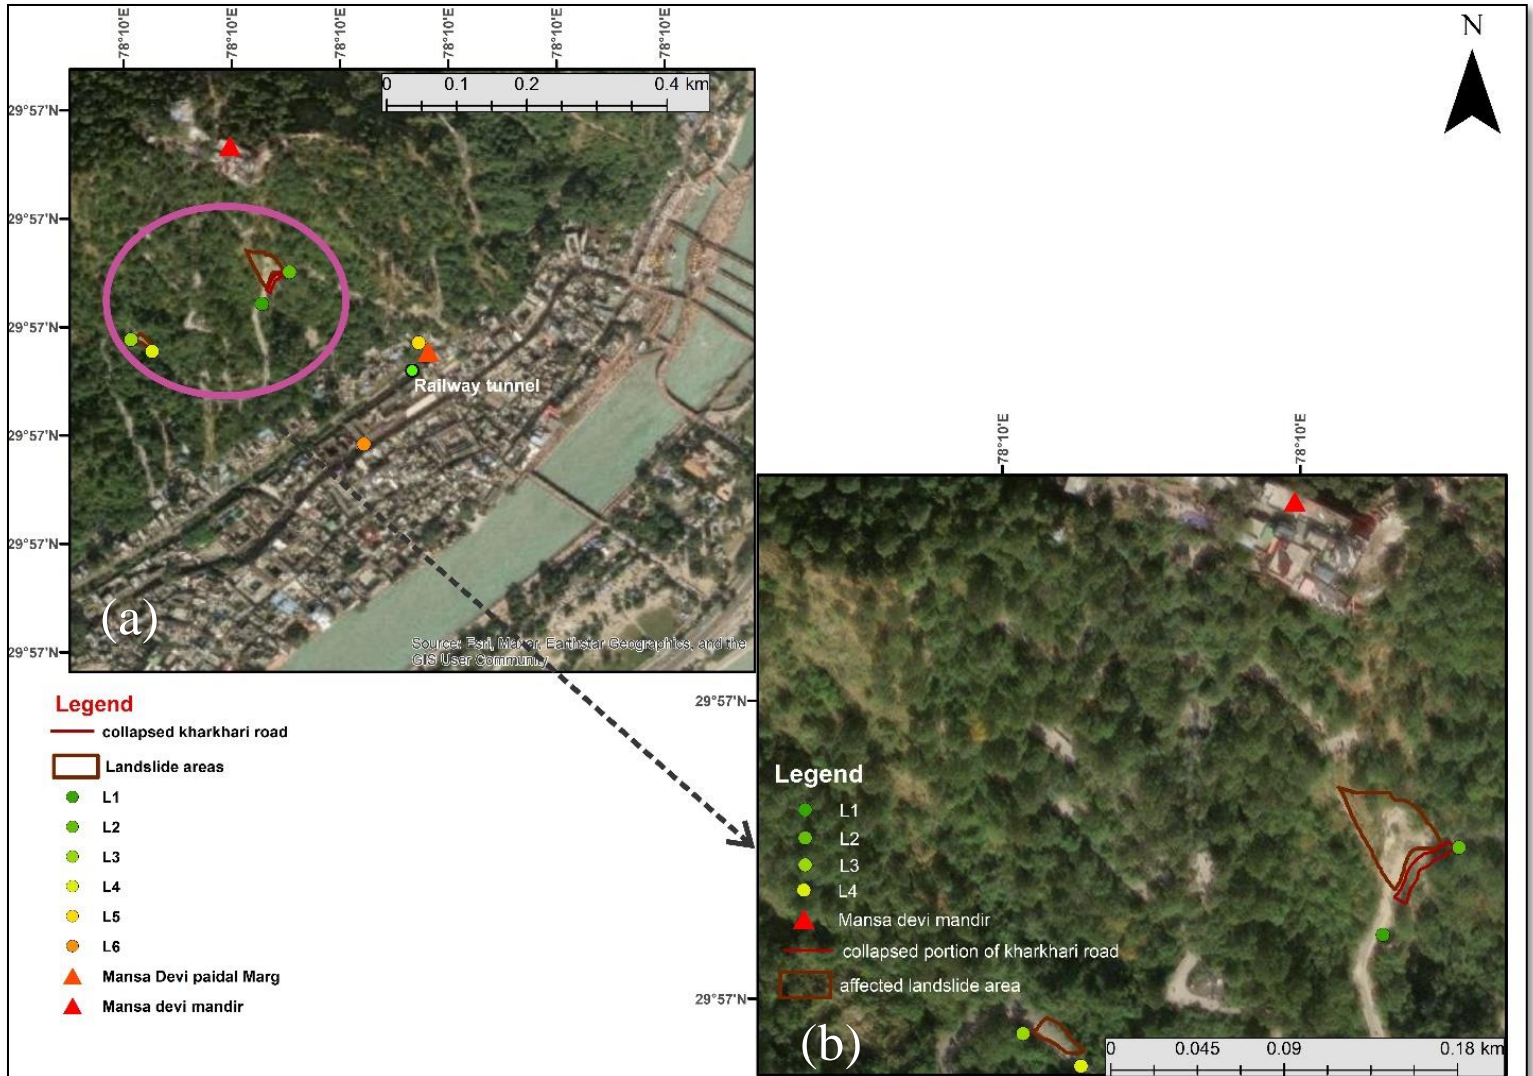 78°10'E 78°10'E 78°10'E 78°10'E 78°10'E 78°10'E
N
0 0.1 0.2 0.4 km
29°57'N
29°57'N
29°57'N
29°57'N
29°57'N
29°57'N
Railway tunnel
(a)
Source: Esri, Maxar, Earthstar Geographics, and the
GIS User Community
Legend
collapsed kharkhari road
Landslide areas
L1
L2
L3
L4
L5
L6
Mansa Devi paidal Marg
Mansa devi mandir
78°10'E 78°10'E
29°57'N
29°57'N
Legend
L1
L2
L3
L4
Mansa devi mandir
collapsed portion of kharkhari road
affected landslide area
(b)
0 0.045 0.09 0.18 km